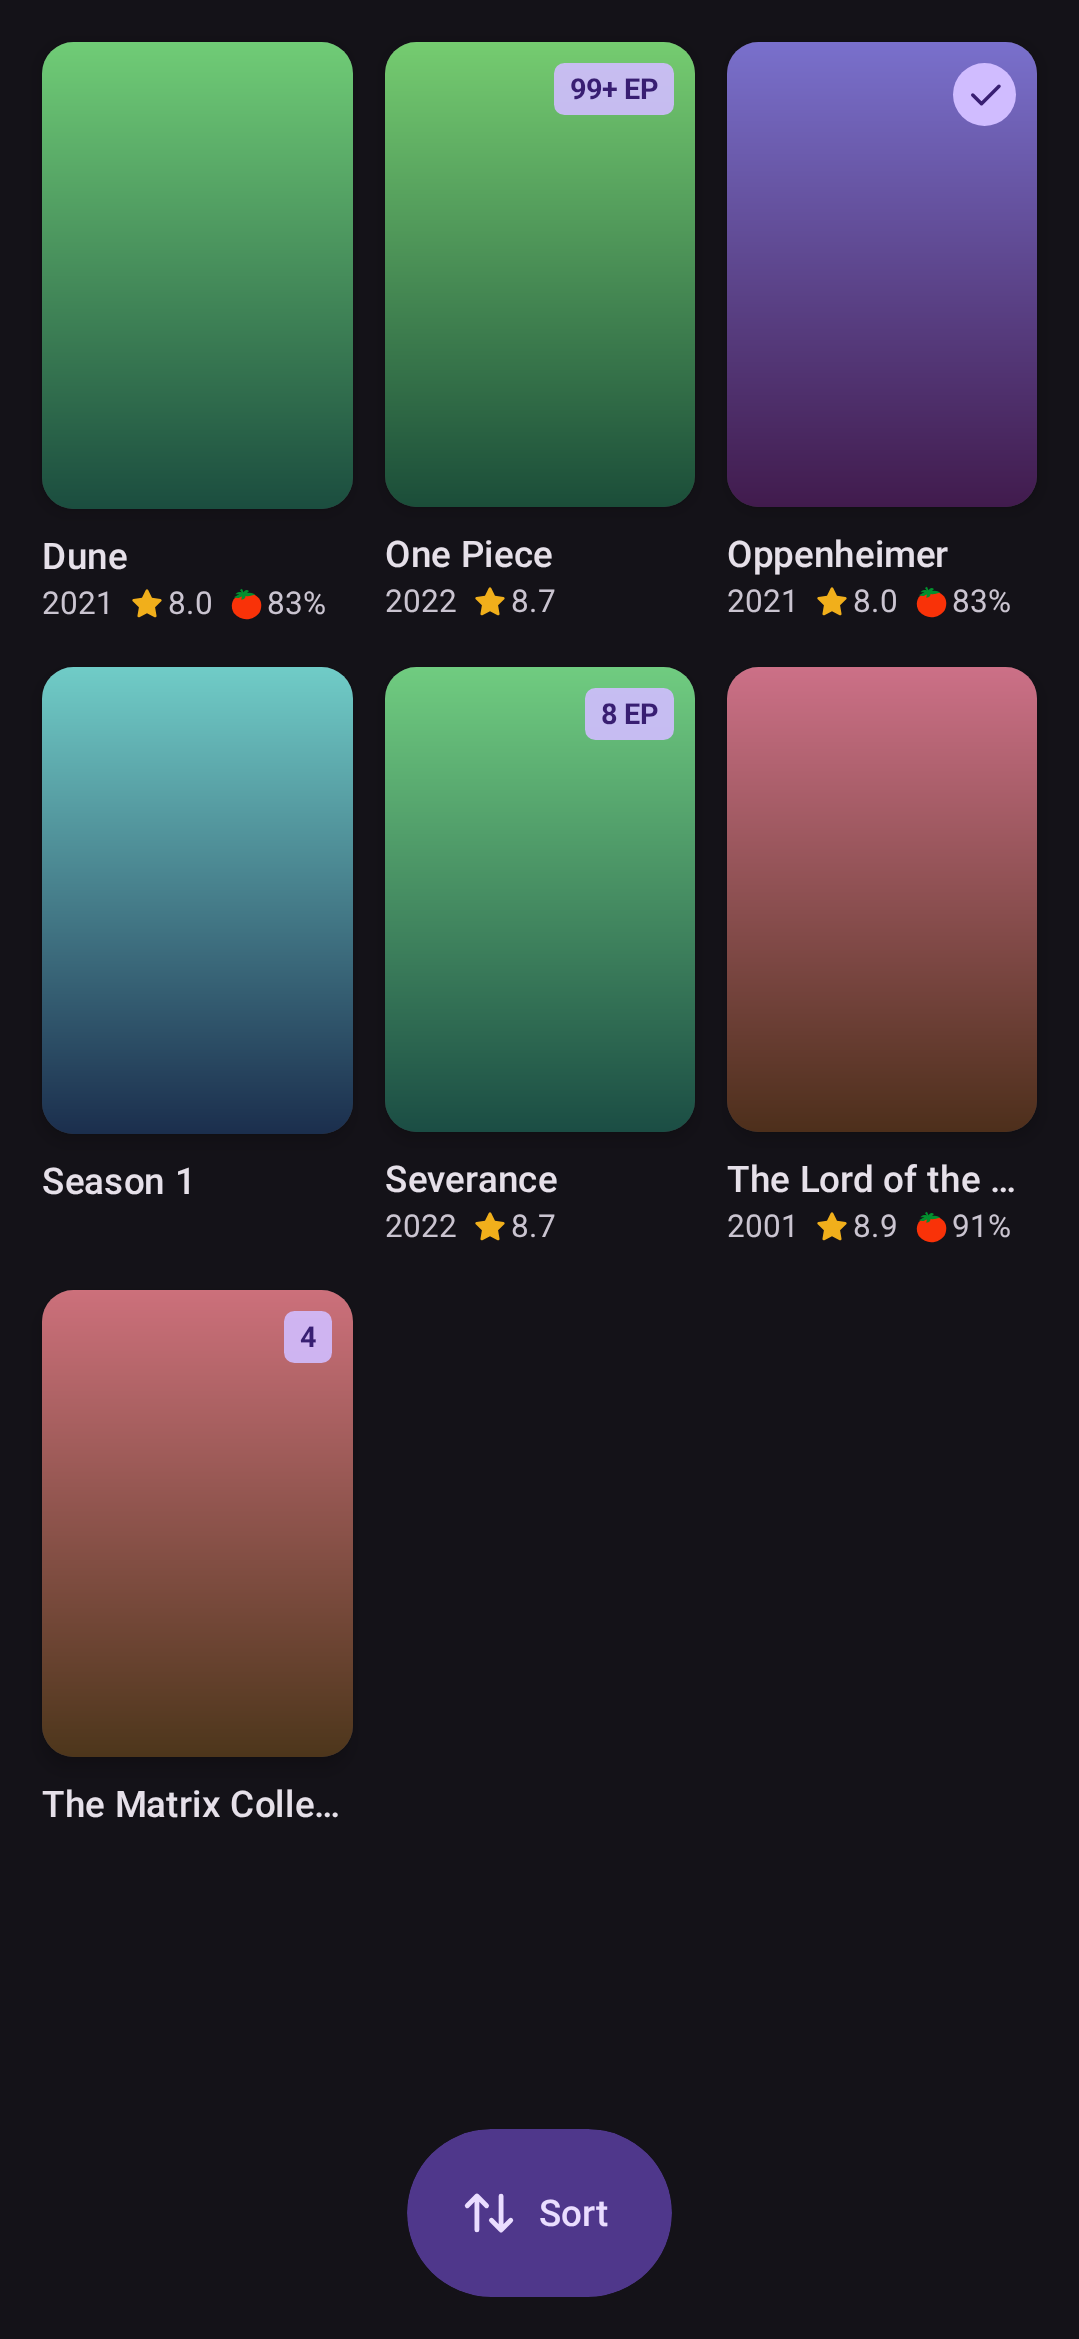 Dune
2021 8.0 83%
99+ EP
One Piece
2022 8.7
Oppenheimer
2021 8.0 83%
Season 1
8 EP
Severance
2022 8.7
The Lord of the ...
2001 8.9 91%
4
The Matrix Colle...
Sort